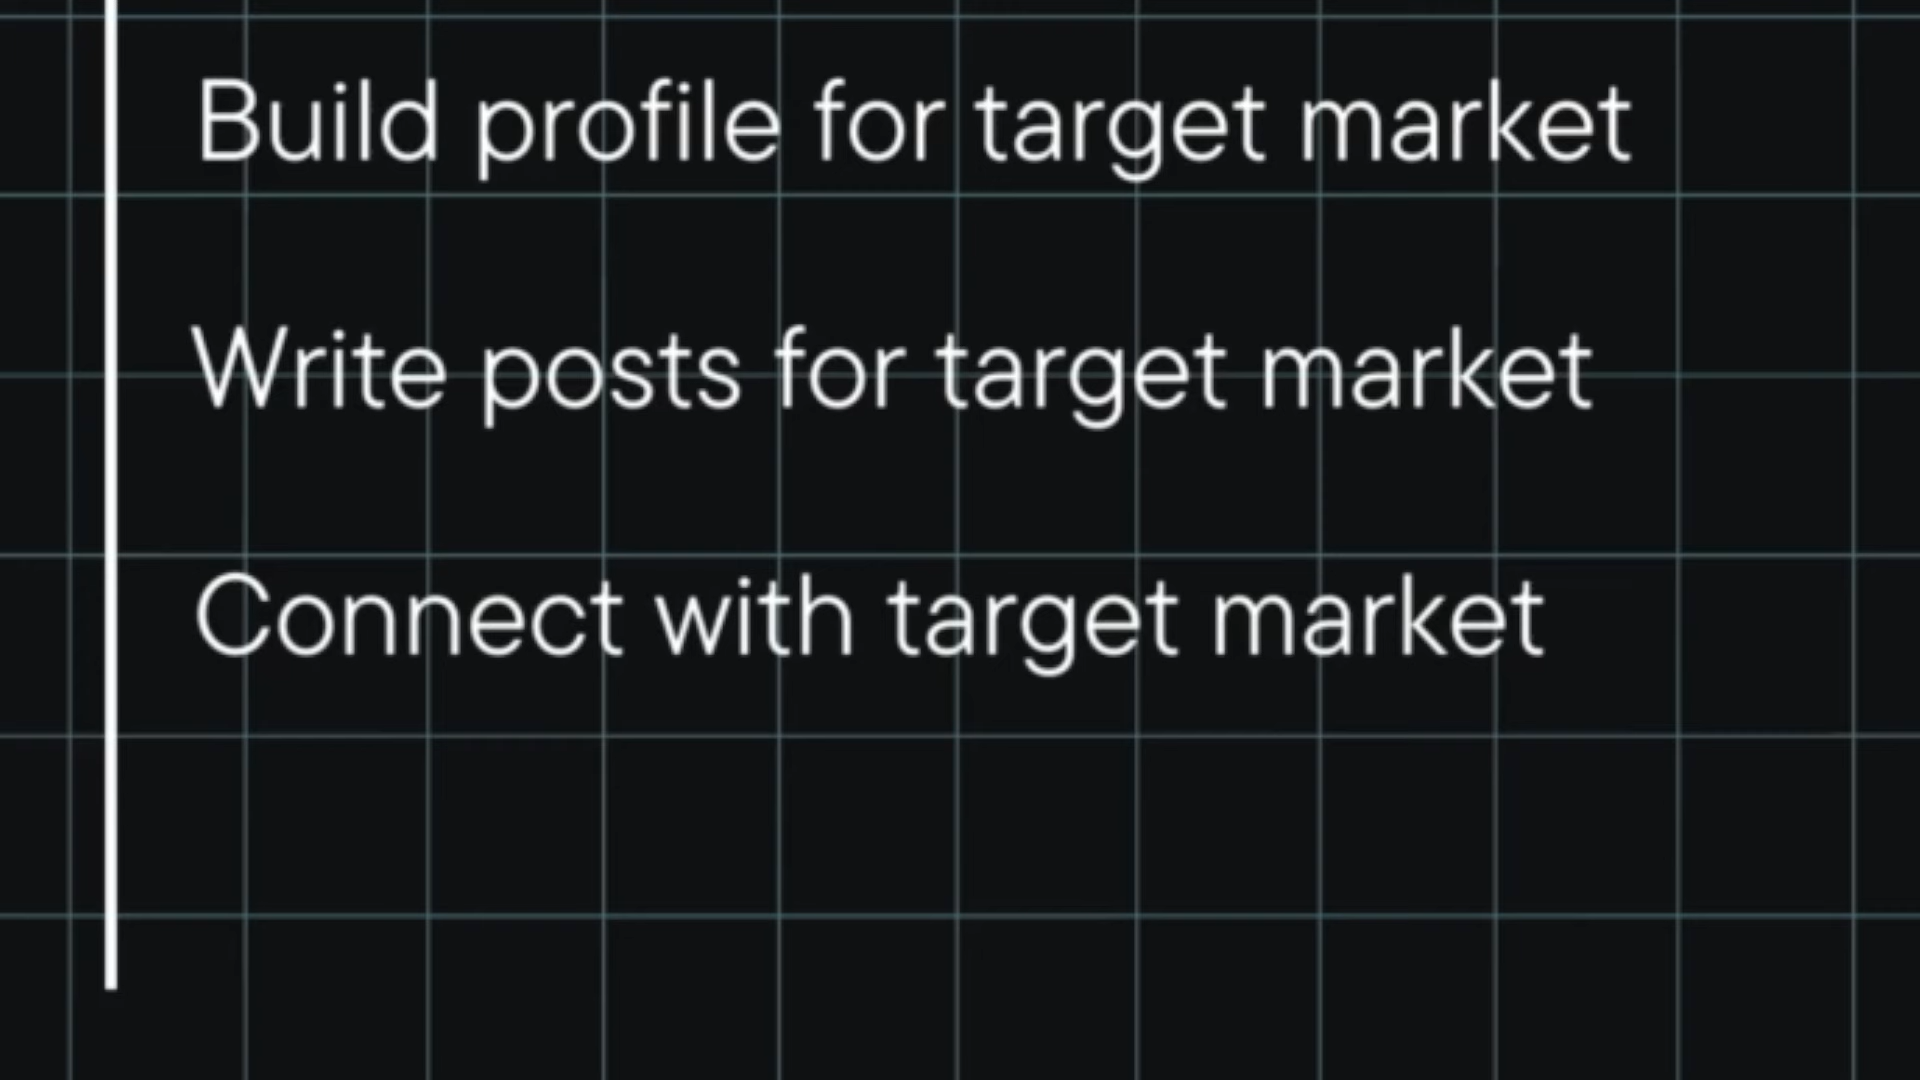 Build profile for target market
Write posts for target market
Connect with target market